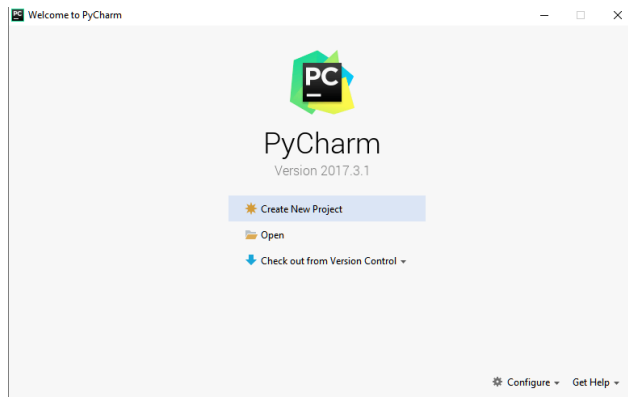 Welcome to PyCharm
PC
PyCharm
Version 2017.3.1
Create New Project
Open
Check out from Version Control
Configure Get Help